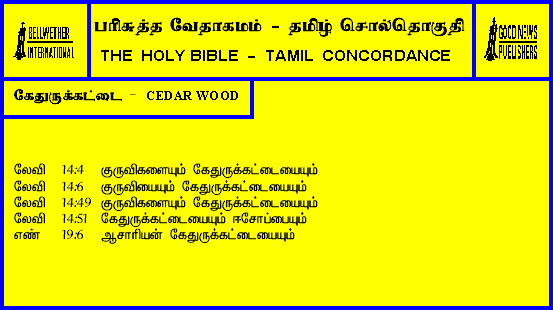 BELLWETHER
INTERNATIONAL
பரிசுத்த வேதாகமம் - தமிழ் சொல்தொகுதி
THE HOLY BIBLE - TAMIL CONCORDANCE
GOOD NEWS
PUBLISHERS
கேதுருக்கட்டை - CEDAR WOOD
லேவி 14:4 குருவிகளையும் கேதுருக்கட்டையையும்
லேவி 14:6 குருவியையும் கேதுருக்கட்டையையும்
லேவி 14:49 குருவிகளையும் கேதுருக்கட்டையையும்
லேவி 14:51 கேதுருக்கட்டையையும் ஈசோப்பையும்
எண் 19:6 ஆசாரியன் கேதுருக்கட்டையையும்